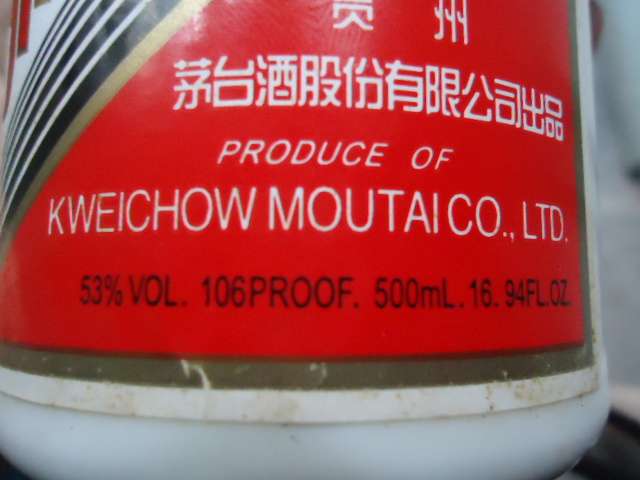 贵州
茅台酒股份有限公司出品
PRODUCE OF
KWEICHOW MOUTAI CO., LTD.
53% VOL. 106PROOF. 500mL. 16. 94FL.OZ.